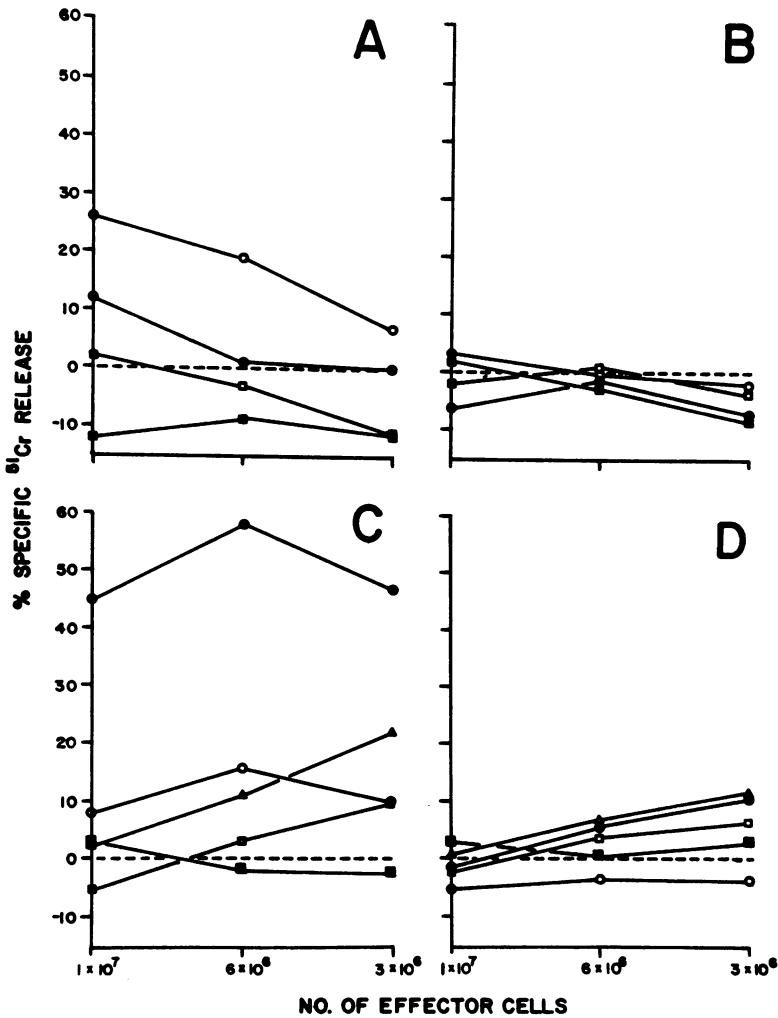 A
B
60
50
40
30
20
10
0
-10
C
D
60
50
40
30
20
10
0
-10
% SPECIFIC ⁵¹Cr RELEASE
1×10⁷ 6×10⁶ 3×10⁶ 1×10⁷ 6×10⁶ 3×10⁶
NO. OF EFFECTOR CELLS